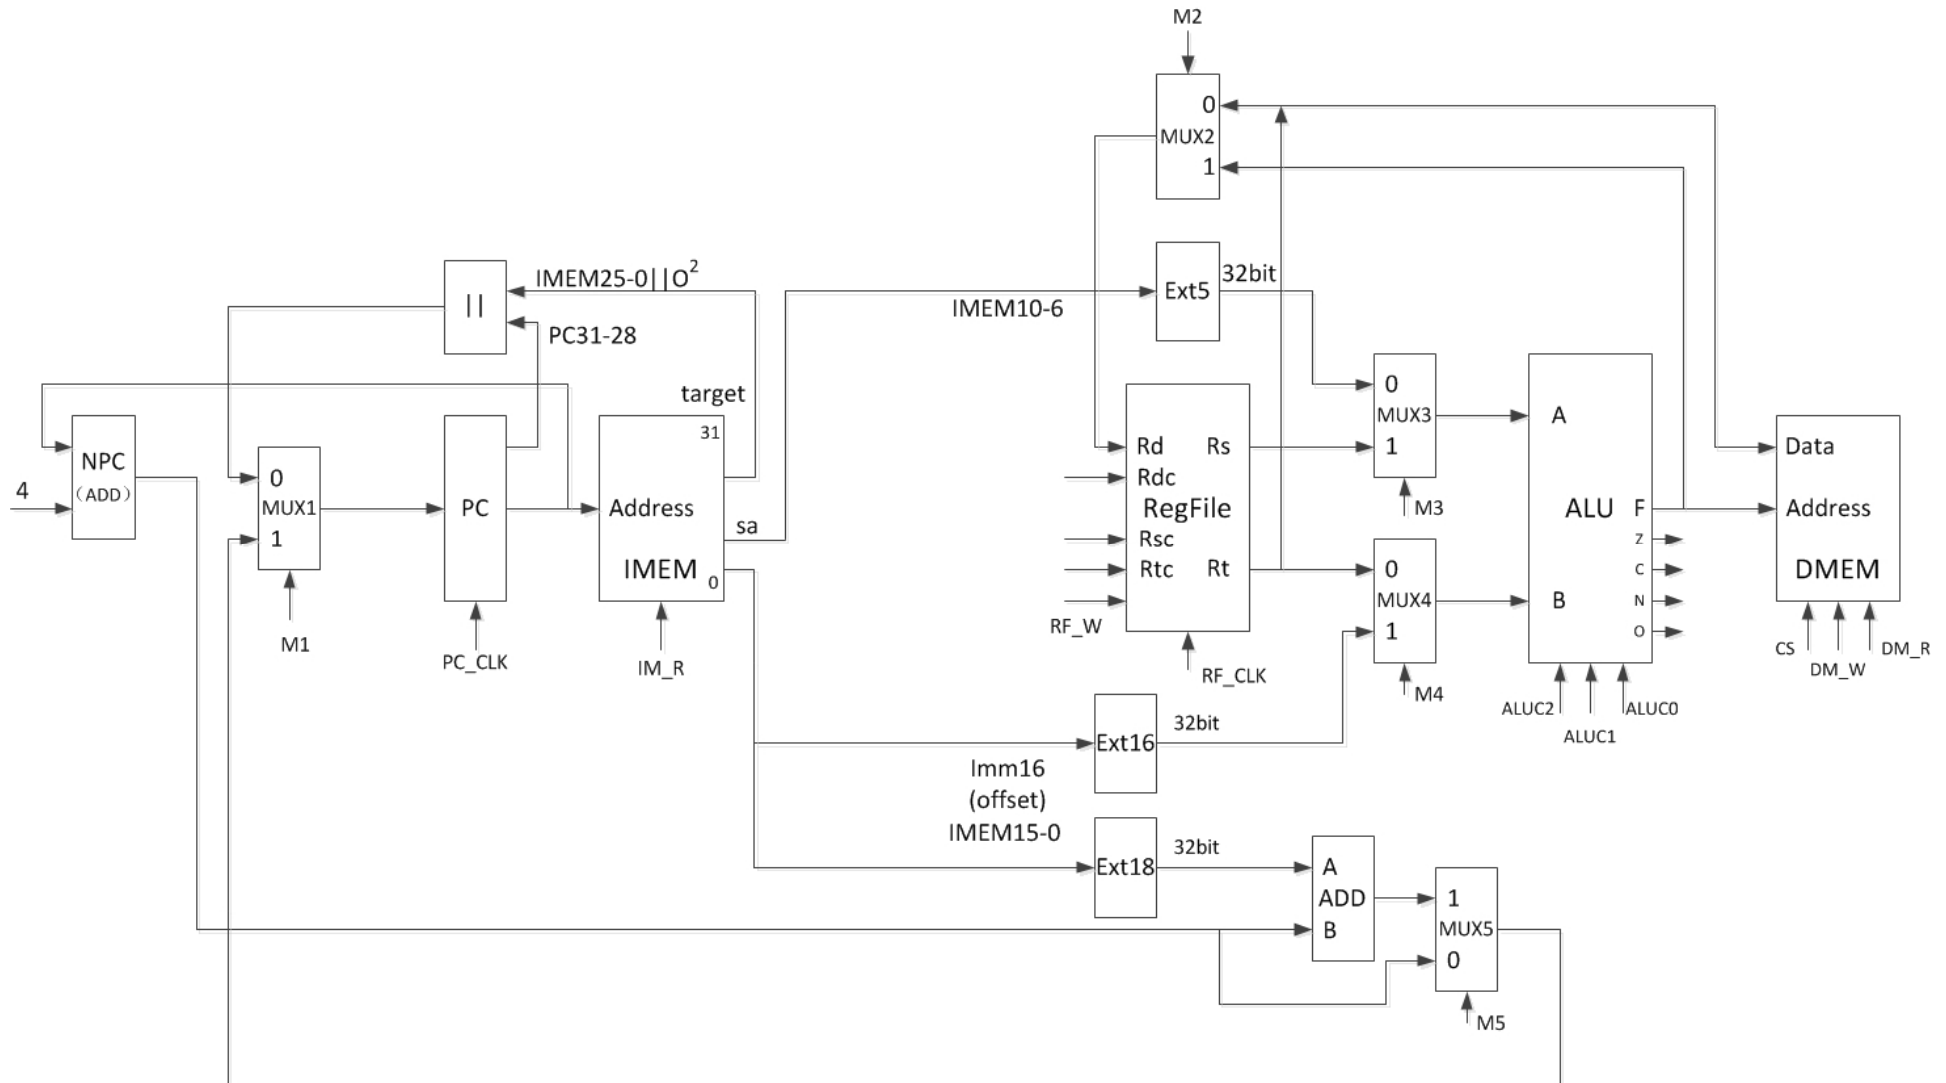 M2
0
MUX2
1
IMEM25-0||O²
||
PC31-28
Ext5
32bit
IMEM10-6
target
31
Address
sa
IMEM
0
NPC
（ADD）
4
0
MUX1
1
PC
M1
PC_CLK
IM_R
Rd
Rs
Rdc
RegFile
Rsc
Rtc
Rt
RF_W
RF_CLK
0
MUX3
1
M3
0
MUX4
1
M4
A
ALU
F
Z
C
B
N
O
ALUC2
ALUC1
ALUC0
Data
Address
DMEM
CS
DM_W
DM_R
Ext16
32bit
Imm16
(offset)
IMEM15-0
Ext18
32bit
A
ADD
B
1
MUX5
0
M5